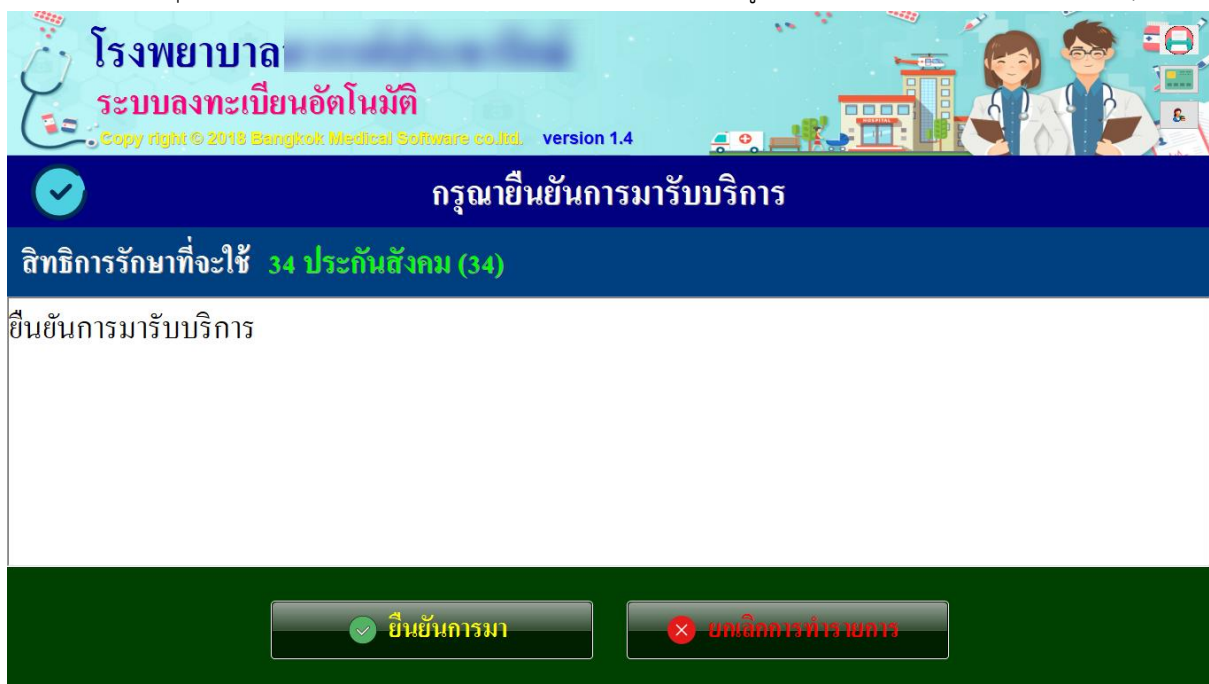 โรงพยาบาล
ระบบลงทะเบียนอัตโนมัติ
Copy right © 2018 Bangkok Medical Software co.ltd. version 1.4
HOSPITAL
กรุณายืนยันการมารับบริการ
สิทธิการรักษาที่จะใช้ 34 ประกันสังคม (34)
ยืนยันการมารับบริการ
ยืนยันการมา
ยกเลิกการทำรายการ